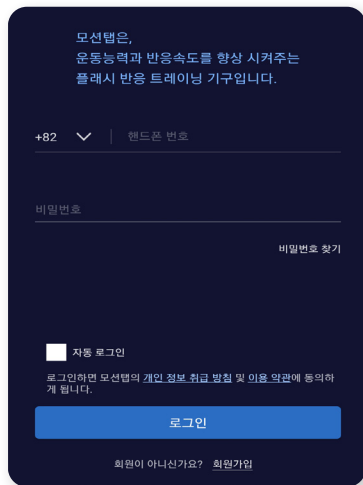 모션탭은,
운동능력과 반응속도를 향상 시켜주는
플래시 반응 트레이닝 기구입니다.
+82 핸드폰 번호
비밀번호
비밀번호 찾기
자동 로그인
로그인하면 모션탭의 개인 정보 취급 방침 및 이용 약관에 동의하
게 됩니다.
로그인
회원이 아니신가요? 회원가입